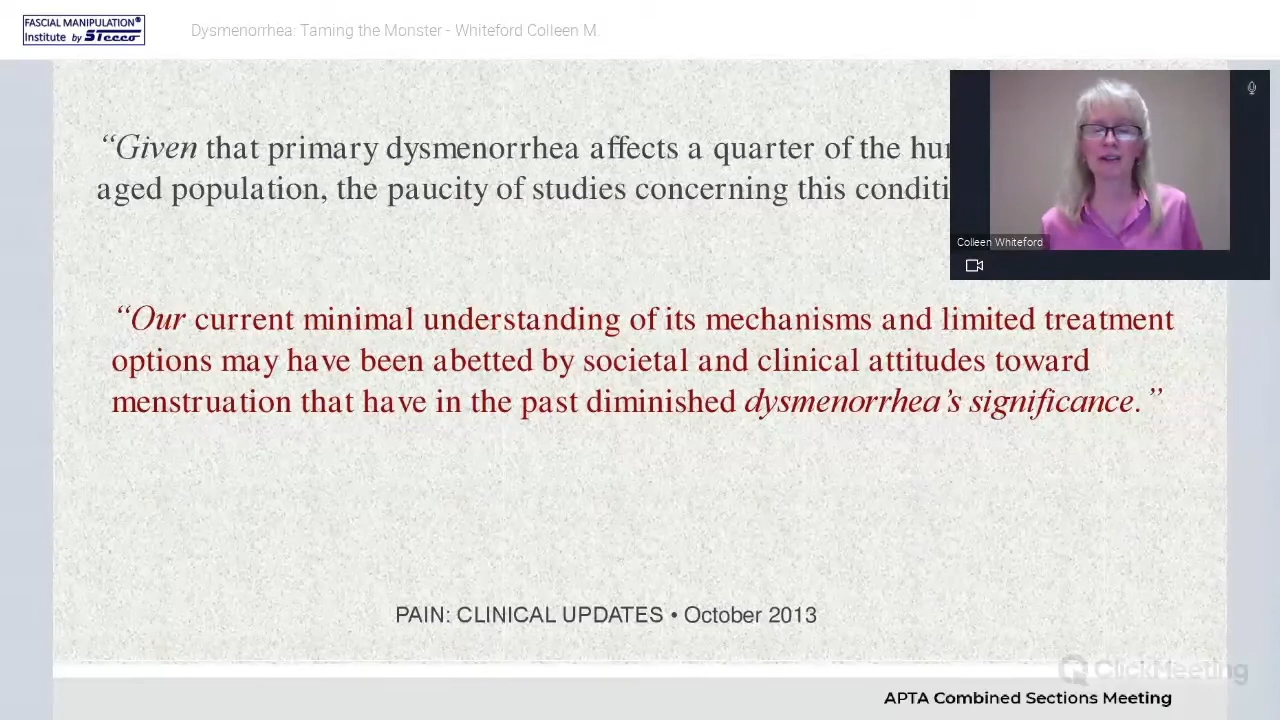 FASCIAL MANIPULATION®
Institute by STECCO
Dysmenorrhea: Taming the Monster - Whiteford Colleen M.
“Given that primary dysmenorrhea affects a quarter of the
aged population, the paucity of studies concerning this
Colleen Whiteford
“Our current minimal understanding of its mechanisms and limited treatment
options may have been abetted by societal and clinical attitudes toward
menstruation that have in the past diminished dysmenorrhea’s significance.”
PAIN: CLINICAL UPDATES • October 2013
ClickMeeting
APTA Combined Sections Meeting